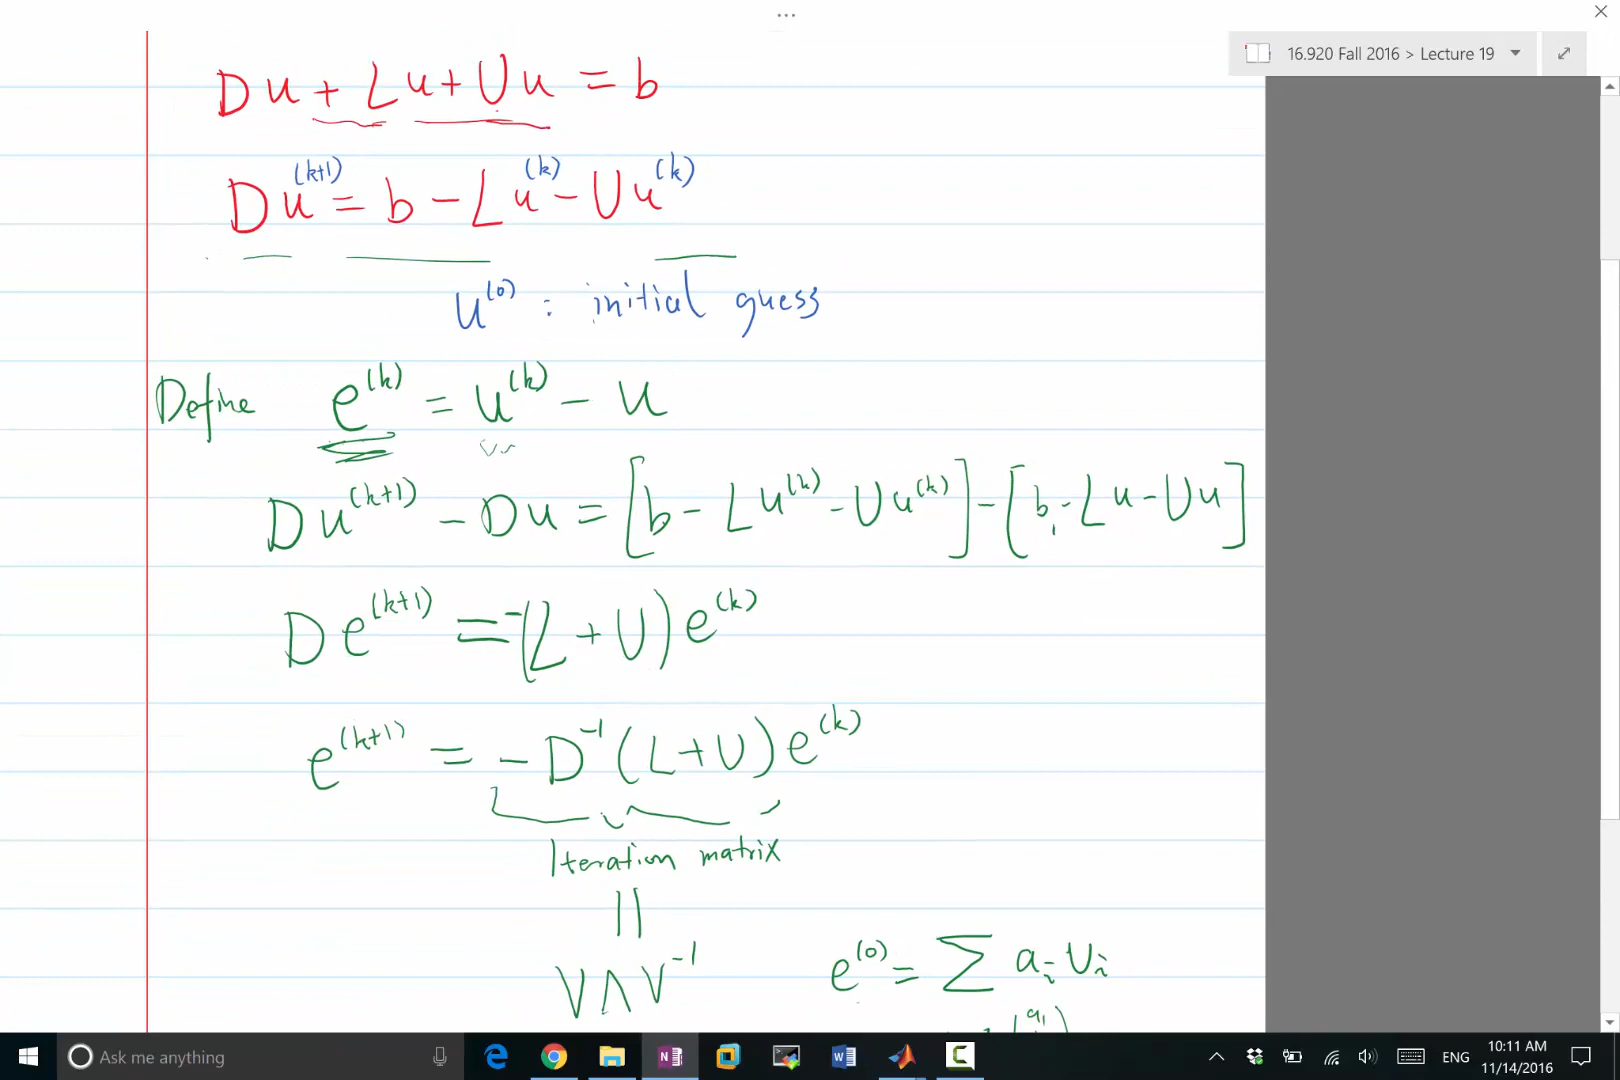 16.920 Fall 2016 > Lecture 19
Du + Lu + Uu = b
Du^(k+1) = b - Lu^(k) - Uu^(k)
u^(0) : initial guess
Define e^(k) = u^(k) - u
Du^(k+1) - Du = [b - Lu^(k) - Uu^(k)] - [b - Lu - Uu]
De^(k+1) = -(L + U) e^(k)
e^(k+1) = -D^-1 (L+U) e^(k)
Iteration matrix
||
VΛV^-1
e^(0) = ∑ a_i v_i
a_1
Ask me anything
ENG
10:11 AM
11/14/2016